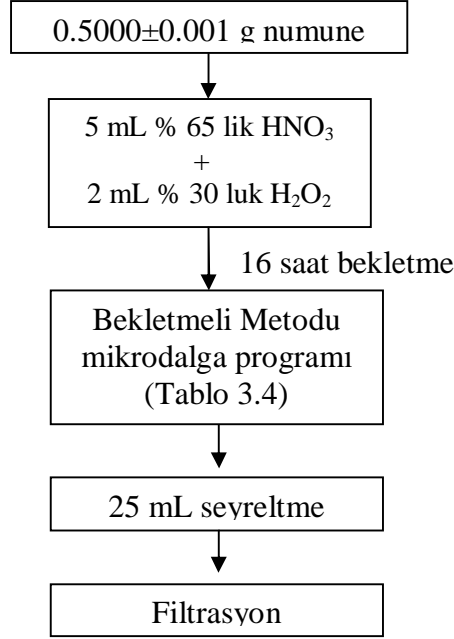 0.5000±0.001 g numune
5 mL % 65 lik HNO₃
+
2 mL % 30 luk H₂O₂
16 saat bekletme
Bekletmeli Metodu
mikrodalga programı
(Tablo 3.4)
25 mL seyreltme
Filtrasyon